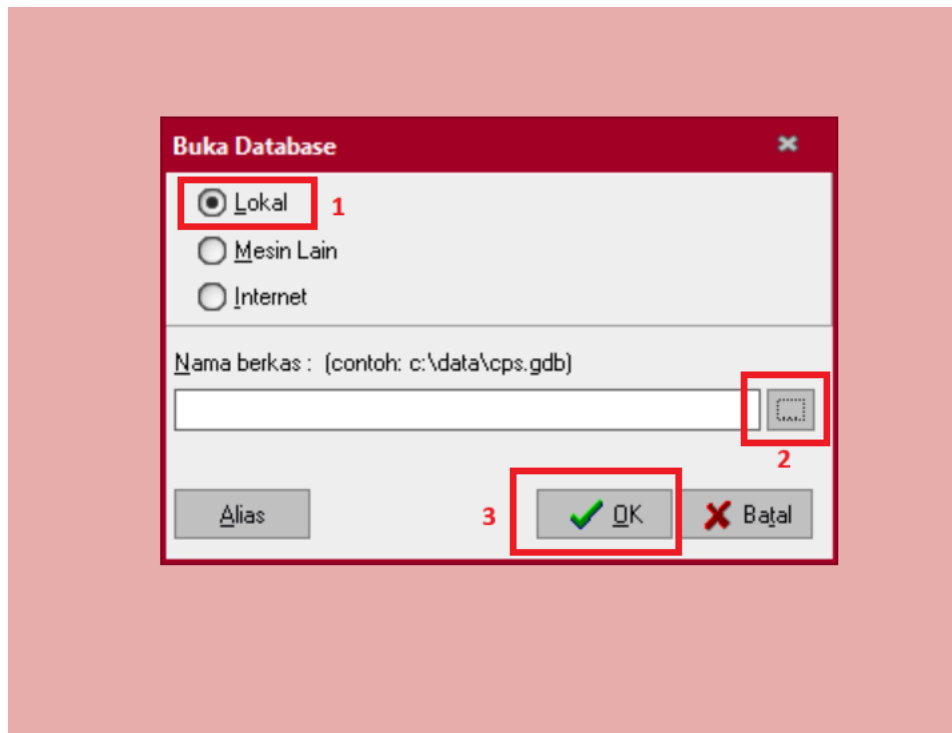 Buka Database
Lokal 1
Mesin Lain
Internet
Nama berkas : (contoh: c:\data\cps.gdb)
...
2
Alias 3 OK Batal